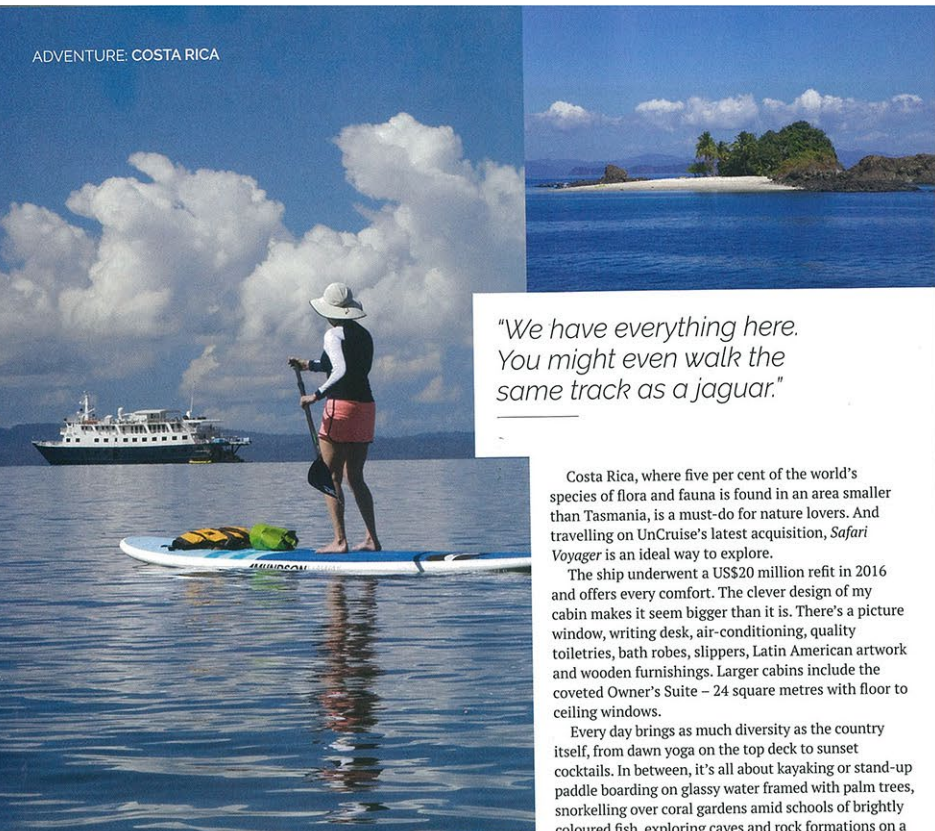 ADVENTURE: COSTA RICA
"We have everything here.
You might even walk the
same track as a jaguar."
Costa Rica, where five per cent of the world's
species of flora and fauna is found in an area smaller
than Tasmania, is a must-do for nature lovers. And
travelling on UnCruise's latest acquisition, Safari
Voyager is an ideal way to explore.
The ship underwent a US$20 million refit in 2016
and offers every comfort. The clever design of my
cabin makes it seem bigger than it is. There's a picture
window, writing desk, air-conditioning, quality
toiletries, bath robes, slippers, Latin American artwork
and wooden furnishings. Larger cabins include the
coveted Owner's Suite – 24 square metres with floor to
ceiling windows.
Every day brings as much diversity as the country
itself, from dawn yoga on the top deck to sunset
cocktails. In between, it's all about kayaking or stand-up
paddle boarding on glassy water framed with palm trees,
snorkelling over coral gardens amid schools of brightly
coloured fish, exploring caves and rock formations on a